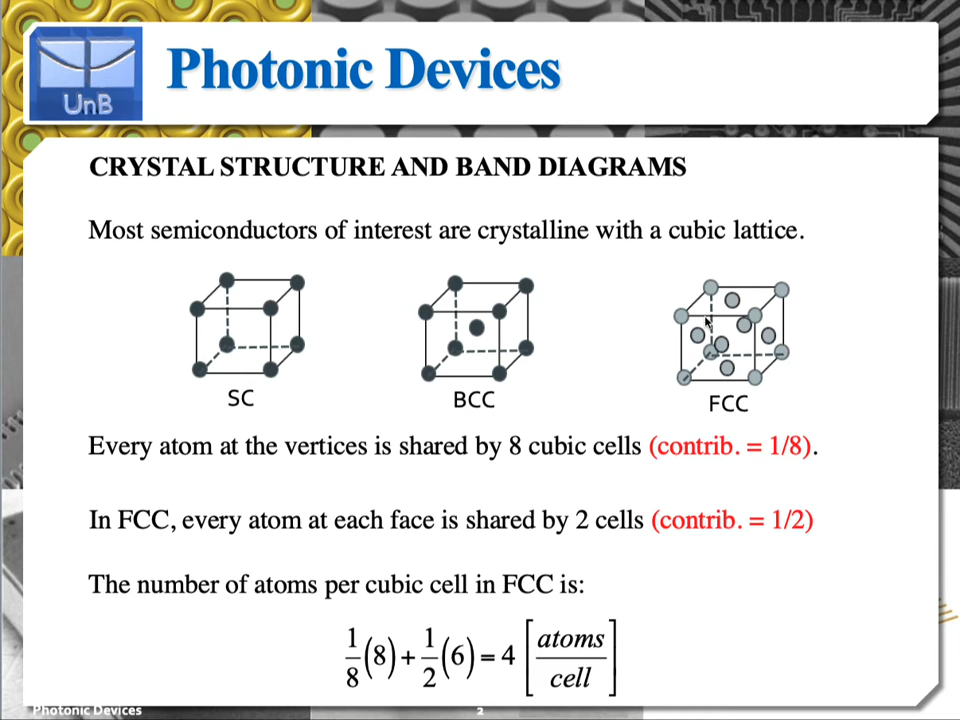 UnB
Photonic Devices
CRYSTAL STRUCTURE AND BAND DIAGRAMS
Most semiconductors of interest are crystalline with a cubic lattice.
SC
BCC
FCC
Every atom at the vertices is shared by 8 cubic cells (contrib. = 1/8).
In FCC, every atom at each face is shared by 2 cells (contrib. = 1/2)
The number of atoms per cubic cell in FCC is:
1/8 (8) + 1/2 (6) = 4 [atoms/cell]
Photonic Devices
2